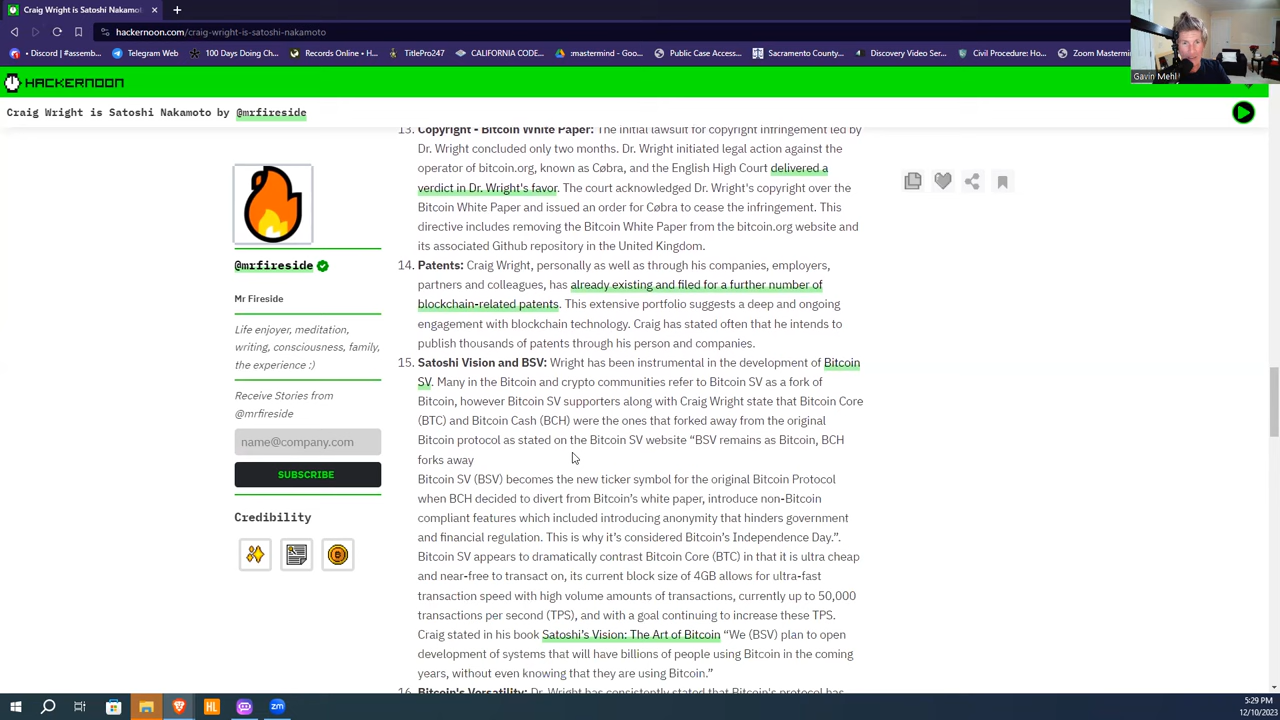 Craig Wright is Satoshi Nakamot
hackernoon.com/craig-wright-is-satoshi-nakamoto
Discord | #assemb...
Telegram Web
100 Days Doing Cha...
Records Online • H...
TitlePro247
CALIFORNIA CODE...
:mastermind - Goo...
Public Case Access...
Sacramento County...
Discovery Video Ser...
Civil Procedure: Ho...
Zoom Mastermi
Gavin Mehl
HACKERNOON
Craig Wright is Satoshi Nakamoto by @mrfireside
@mrfireside
Mr Fireside
Life enjoyer, meditation,
writing, consciousness, family,
the experience :)
Receive Stories from
@mrfireside
name@company.com
SUBSCRIBE
Credibility
13. Copyright - Bitcoin White Paper: The initial lawsuit for copyright infringement led by
Dr. Wright concluded only two months. Dr. Wright initiated legal action against the
operator of bitcoin.org, known as Cøbra, and the English High Court delivered a
verdict in Dr. Wright's favor. The court acknowledged Dr. Wright's copyright over the
Bitcoin White Paper and issued an order for Cøbra to cease the infringement. This
directive includes removing the Bitcoin White Paper from the bitcoin.org website and
its associated Github repository in the United Kingdom.
14. Patents: Craig Wright, personally as well as through his companies, employers,
partners and colleagues, has already existing and filed for a further number of
blockchain-related patents. This extensive portfolio suggests a deep and ongoing
engagement with blockchain technology. Craig has stated often that he intends to
publish thousands of patents through his person and companies.
15. Satoshi Vision and BSV: Wright has been instrumental in the development of Bitcoin
SV. Many in the Bitcoin and crypto communities refer to Bitcoin SV as a fork of
Bitcoin, however Bitcoin SV supporters along with Craig Wright state that Bitcoin Core
(BTC) and Bitcoin Cash (BCH) were the ones that forked away from the original
Bitcoin protocol as stated on the Bitcoin SV website “BSV remains as Bitcoin, BCH
forks away
Bitcoin SV (BSV) becomes the new ticker symbol for the original Bitcoin Protocol
when BCH decided to divert from Bitcoin’s white paper, introduce non-Bitcoin
compliant features which included introducing anonymity that hinders government
and financial regulation. This is why it’s considered Bitcoin’s Independence Day.”.
Bitcoin SV appears to dramatically contrast Bitcoin Core (BTC) in that it is ultra cheap
and near-free to transact on, its current block size of 4GB allows for ultra-fast
transaction speed with high volume amounts of transactions, currently up to 50,000
transactions per second (TPS), and with a goal continuing to increase these TPS.
Craig stated in his book Satoshi’s Vision: The Art of Bitcoin “We (BSV) plan to open
development of systems that will have billions of people using Bitcoin in the coming
years, without even knowing that they are using Bitcoin.”
16. Bitcoin's Versatility: Dr. Wright has consistently stated that Bitcoin's protocol has
HL
zm
5:29 PM
12/10/2023